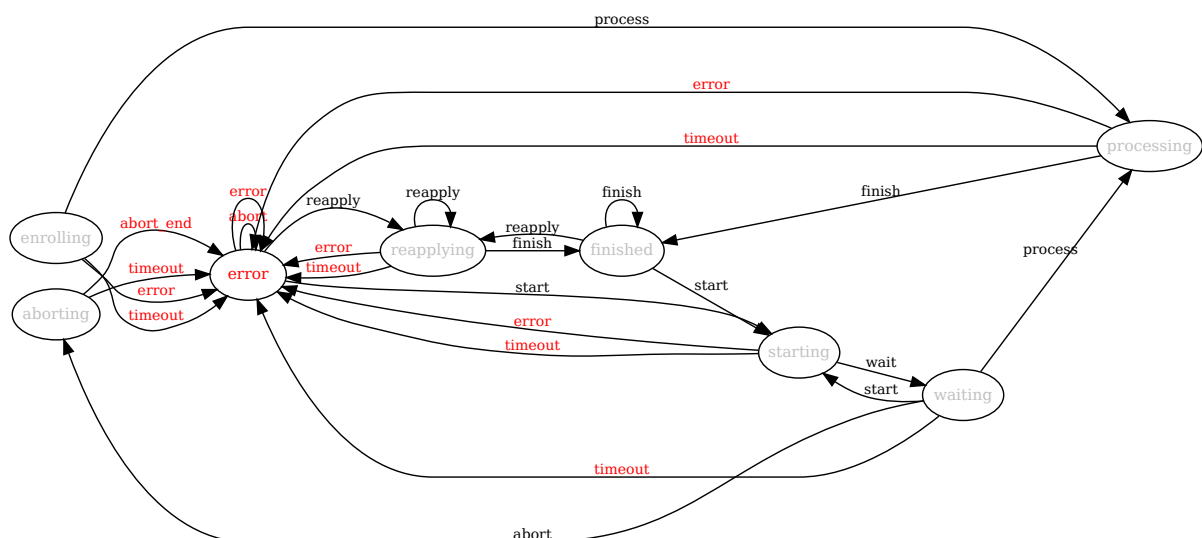 process
error
timeout
processing
error
abort
reapply
reapply
finish
finish
abort_end
enrolling
reapply
finish
reapplying
finished
error
timeout
timeout
error
error
timeout
aborting
start
start
process
error
timeout
starting
wait
start
waiting
timeout
abort